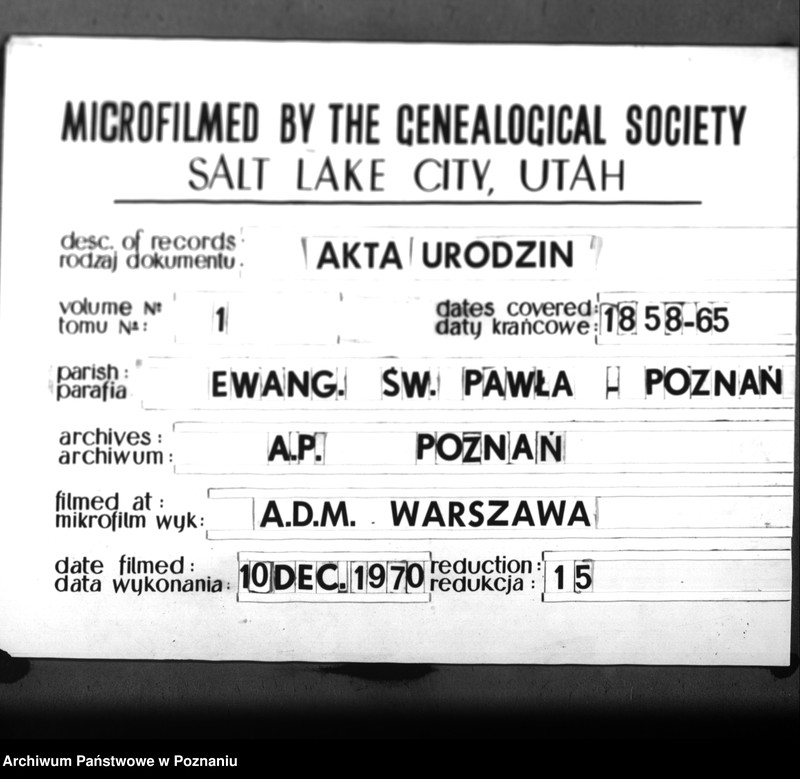 MICROFILMED BY THE GENEALOGICAL SOCIETY
SALT LAKE CITY, UTAH
desc. of records
rodzaj dokumentu. AKTA URODZIN
volume №
tomu №: 1
dates covered:
daty krańcowe: 1858-65
parish:
parafia EWANG. ŚW. PAWŁA - POZNAŃ
archives:
archiwum: A.P. POZNAŃ
filmed at:
mikrofilm wyk: A.D.M. WARSZAWA
date filmed:
data wykonania: 10 DEC. 1970
reduction:
redukcja: 15
Archiwum Państwowe w Poznaniu